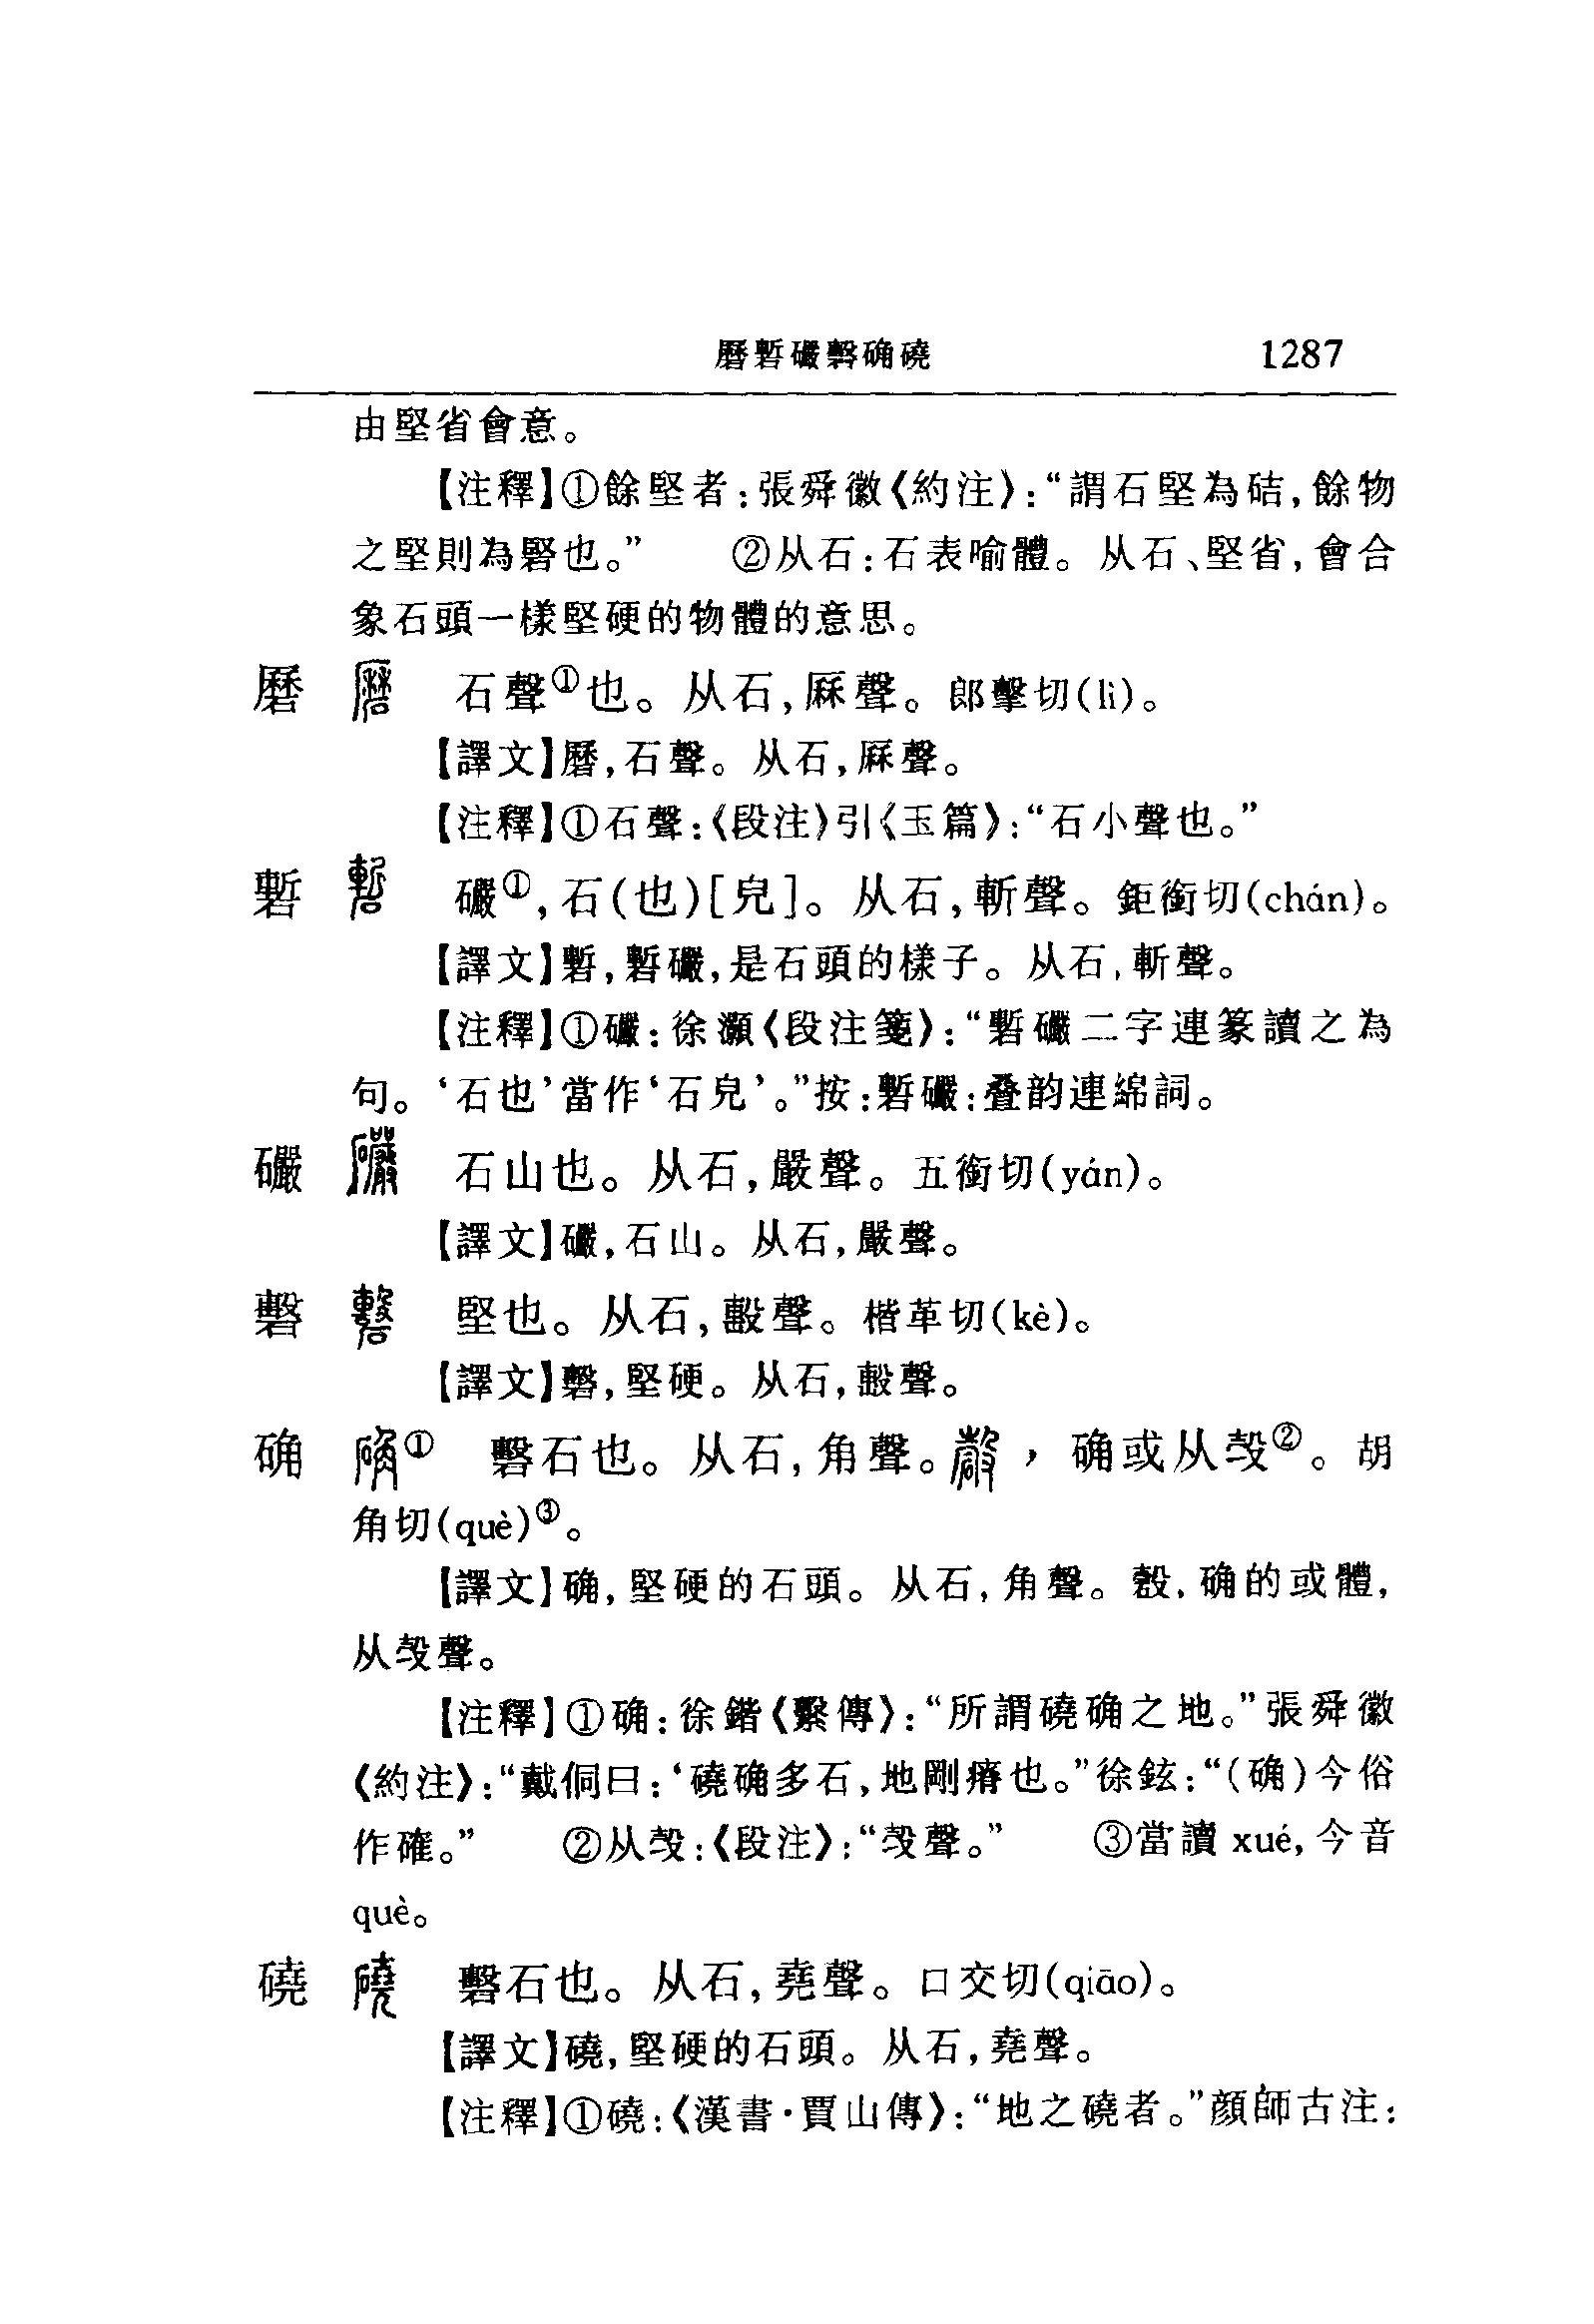 磿磛礹磬确磽 1287
由堅省會意。
【注釋】①餘堅者:張舜徽《約注》:“謂石堅為硈,餘物
之堅則為䃘也。” ②从石:石表喻體。从石、堅省,會合
象石頭一樣堅硬的物體的意思。
磿 石聲①也。从石,厤聲。郎擊切(lì)。
【譯文】磿,石聲。从石,厤聲。
【注釋】①石聲:《段注》引《玉篇》:“石小聲也。”
磛 礹①,石(也)[皃]。从石,斬聲。鉅銜切(chán)。
【譯文】磛,磛礹,是石頭的樣子。从石,斬聲。
【注釋】①礹:徐灝《段注箋》:“磛礹二字連篆讀之為
句。‘石也’當作‘石皃’。”按:磛礹:叠韵連綿詞。
礹 石山也。从石,嚴聲。五銜切(yán)。
【譯文】礹,石山。从石,嚴聲。
䃈 堅也。从石,毄聲。楷革切(kè)。
【譯文】䃈,堅硬。从石,毄聲。
确 ① 䃈石也。从石,角聲。,确或从㱿②。胡
角切(què)③。
【譯文】确,堅硬的石頭。从石,角聲。㱿,确的或體,
从㱿聲。
【注釋】①确:徐鍇《繫傳》:“所謂磽确之地。”張舜徽
《約注》:“戴侗曰:‘磽确多石,地剛瘠也。”徐鉉:“(确)今俗
作確。” ②从㱿:《段注》:“㱿聲。” ③當讀 xué,今音
què。
磽 䃈石也。从石,堯聲。口交切(qiāo)。
【譯文】磽,堅硬的石頭。从石,堯聲。
【注釋】①磽:《漢書·賈山傳》:“地之磽者。”顔師古注: